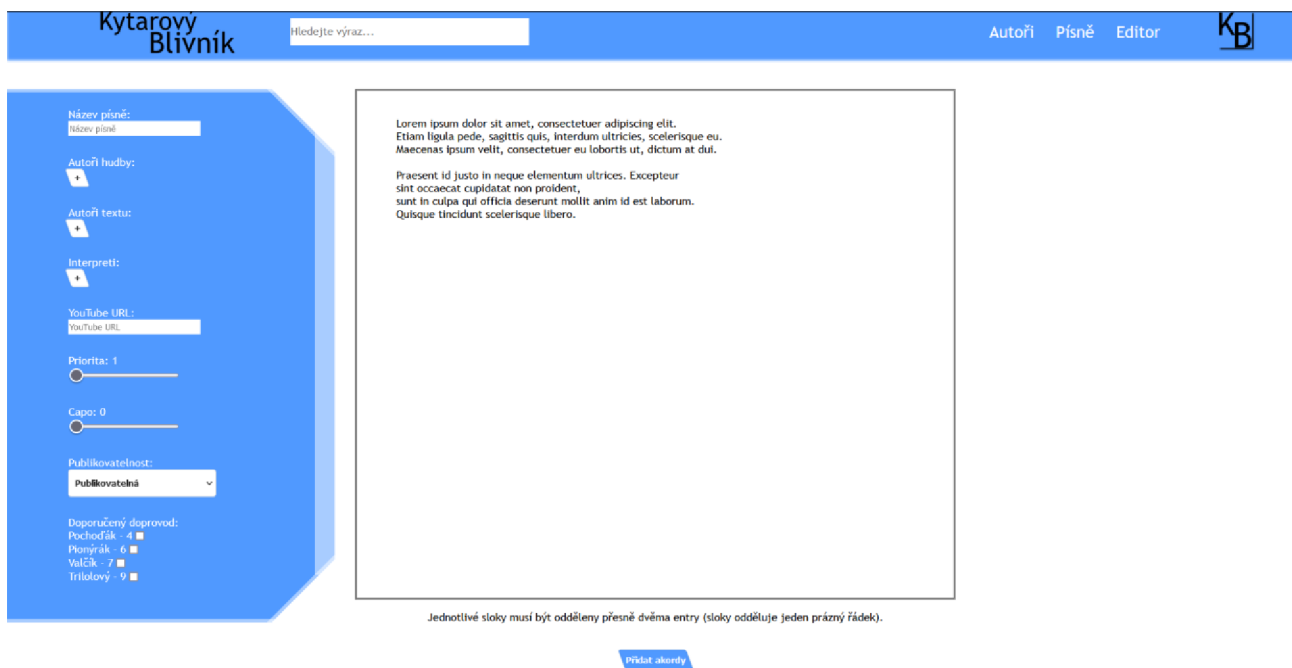 Kytarový
Blivník
Hledejte výraz...
Autoři
Písně
Editor
KB
Název písně:
Název písně
Autoři hudby:
+
Autoři textu:
+
Interpreti:
+
YouTube URL:
YouTube URL
Priorita: 1
Capo: 0
Publikovatelnost:
Publikovatelná
Doporučený doprovod:
Pochoďák - 4
Pionýrák - 6
Valčík - 7
Trilolový - 9
Lorem ipsum dolor sit amet, consectetuer adipiscing elit.
Etiam ligula pede, sagittis quis, interdum ultricies, scelerisque eu.
Maecenas ipsum velit, consectetuer eu lobortis ut, dictum at dui.
Praesent id justo in neque elementum ultrices. Excepteur
sint occaecat cupidatat non proident,
sunt in culpa qui officia deserunt mollit anim id est laborum.
Quisque tincidunt scelerisque libero.
Jednotlivé sloky musí být odděleny přesně dvěma entry (sloky odděluje jeden prázný řádek).
Přidat akordy